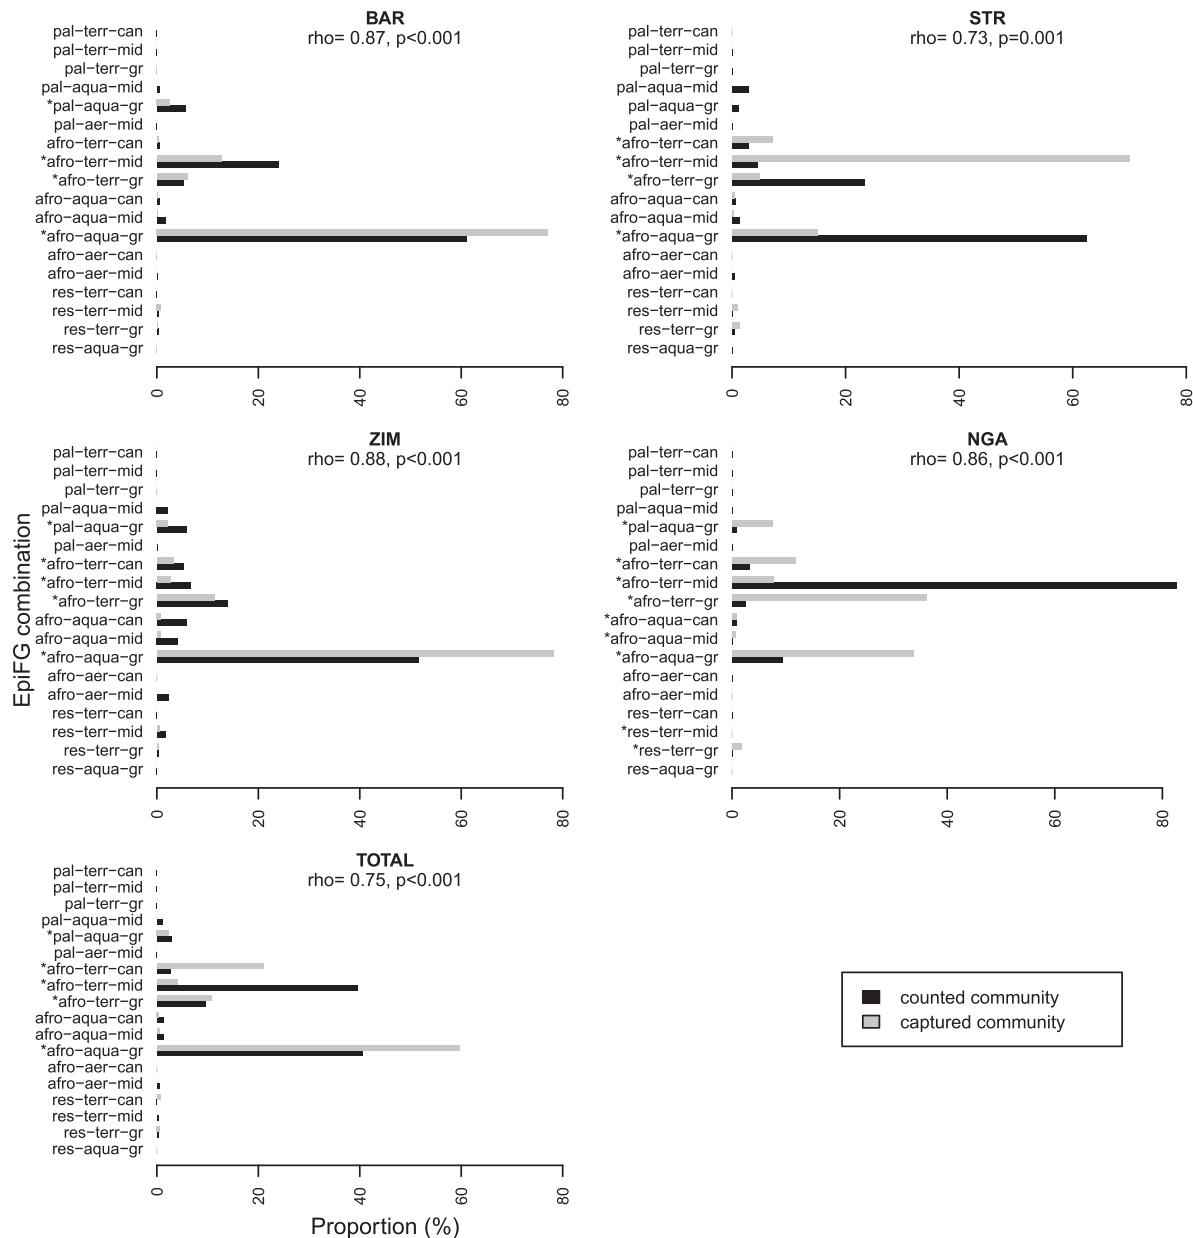 BAR
rho= 0.87, p<0.001
pal−terr−can
pal−terr−mid
pal−terr−gr
pal−aqua−mid
*pal−aqua−gr
pal−aer−mid
afro−terr−can
*afro−terr−mid
*afro−terr−gr
afro−aqua−can
afro−aqua−mid
*afro−aqua−gr
afro−aer−can
afro−aer−mid
res−terr−can
res−terr−mid
res−terr−gr
res−aqua−gr
0 20 40 60 80
STR
rho= 0.73, p=0.001
pal−terr−can
pal−terr−mid
pal−terr−gr
pal−aqua−mid
pal−aqua−gr
pal−aer−mid
*afro−terr−can
*afro−terr−mid
*afro−terr−gr
afro−aqua−can
afro−aqua−mid
*afro−aqua−gr
afro−aer−can
afro−aer−mid
res−terr−can
res−terr−mid
res−terr−gr
res−aqua−gr
0 20 40 60 80
EpiFG combination
ZIM
rho= 0.88, p<0.001
pal−terr−can
pal−terr−mid
pal−terr−gr
pal−aqua−mid
*pal−aqua−gr
pal−aer−mid
*afro−terr−can
*afro−terr−mid
*afro−terr−gr
afro−aqua−can
afro−aqua−mid
*afro−aqua−gr
afro−aer−can
afro−aer−mid
res−terr−can
res−terr−mid
res−terr−gr
res−aqua−gr
0 20 40 60 80
NGA
rho= 0.86, p<0.001
pal−terr−can
pal−terr−mid
pal−terr−gr
pal−aqua−mid
*pal−aqua−gr
pal−aer−mid
*afro−terr−can
*afro−terr−mid
*afro−terr−gr
*afro−aqua−can
*afro−aqua−mid
*afro−aqua−gr
afro−aer−can
afro−aer−mid
res−terr−can
*res−terr−mid
*res−terr−gr
res−aqua−gr
0 20 40 60 80
TOTAL
rho= 0.75, p<0.001
pal−terr−can
pal−terr−mid
pal−terr−gr
pal−aqua−mid
*pal−aqua−gr
pal−aer−mid
*afro−terr−can
*afro−terr−mid
*afro−terr−gr
afro−aqua−can
afro−aqua−mid
*afro−aqua−gr
afro−aer−can
afro−aer−mid
res−terr−can
res−terr−mid
res−terr−gr
res−aqua−gr
0 20 40 60 80
Proportion (%)
counted community
captured community